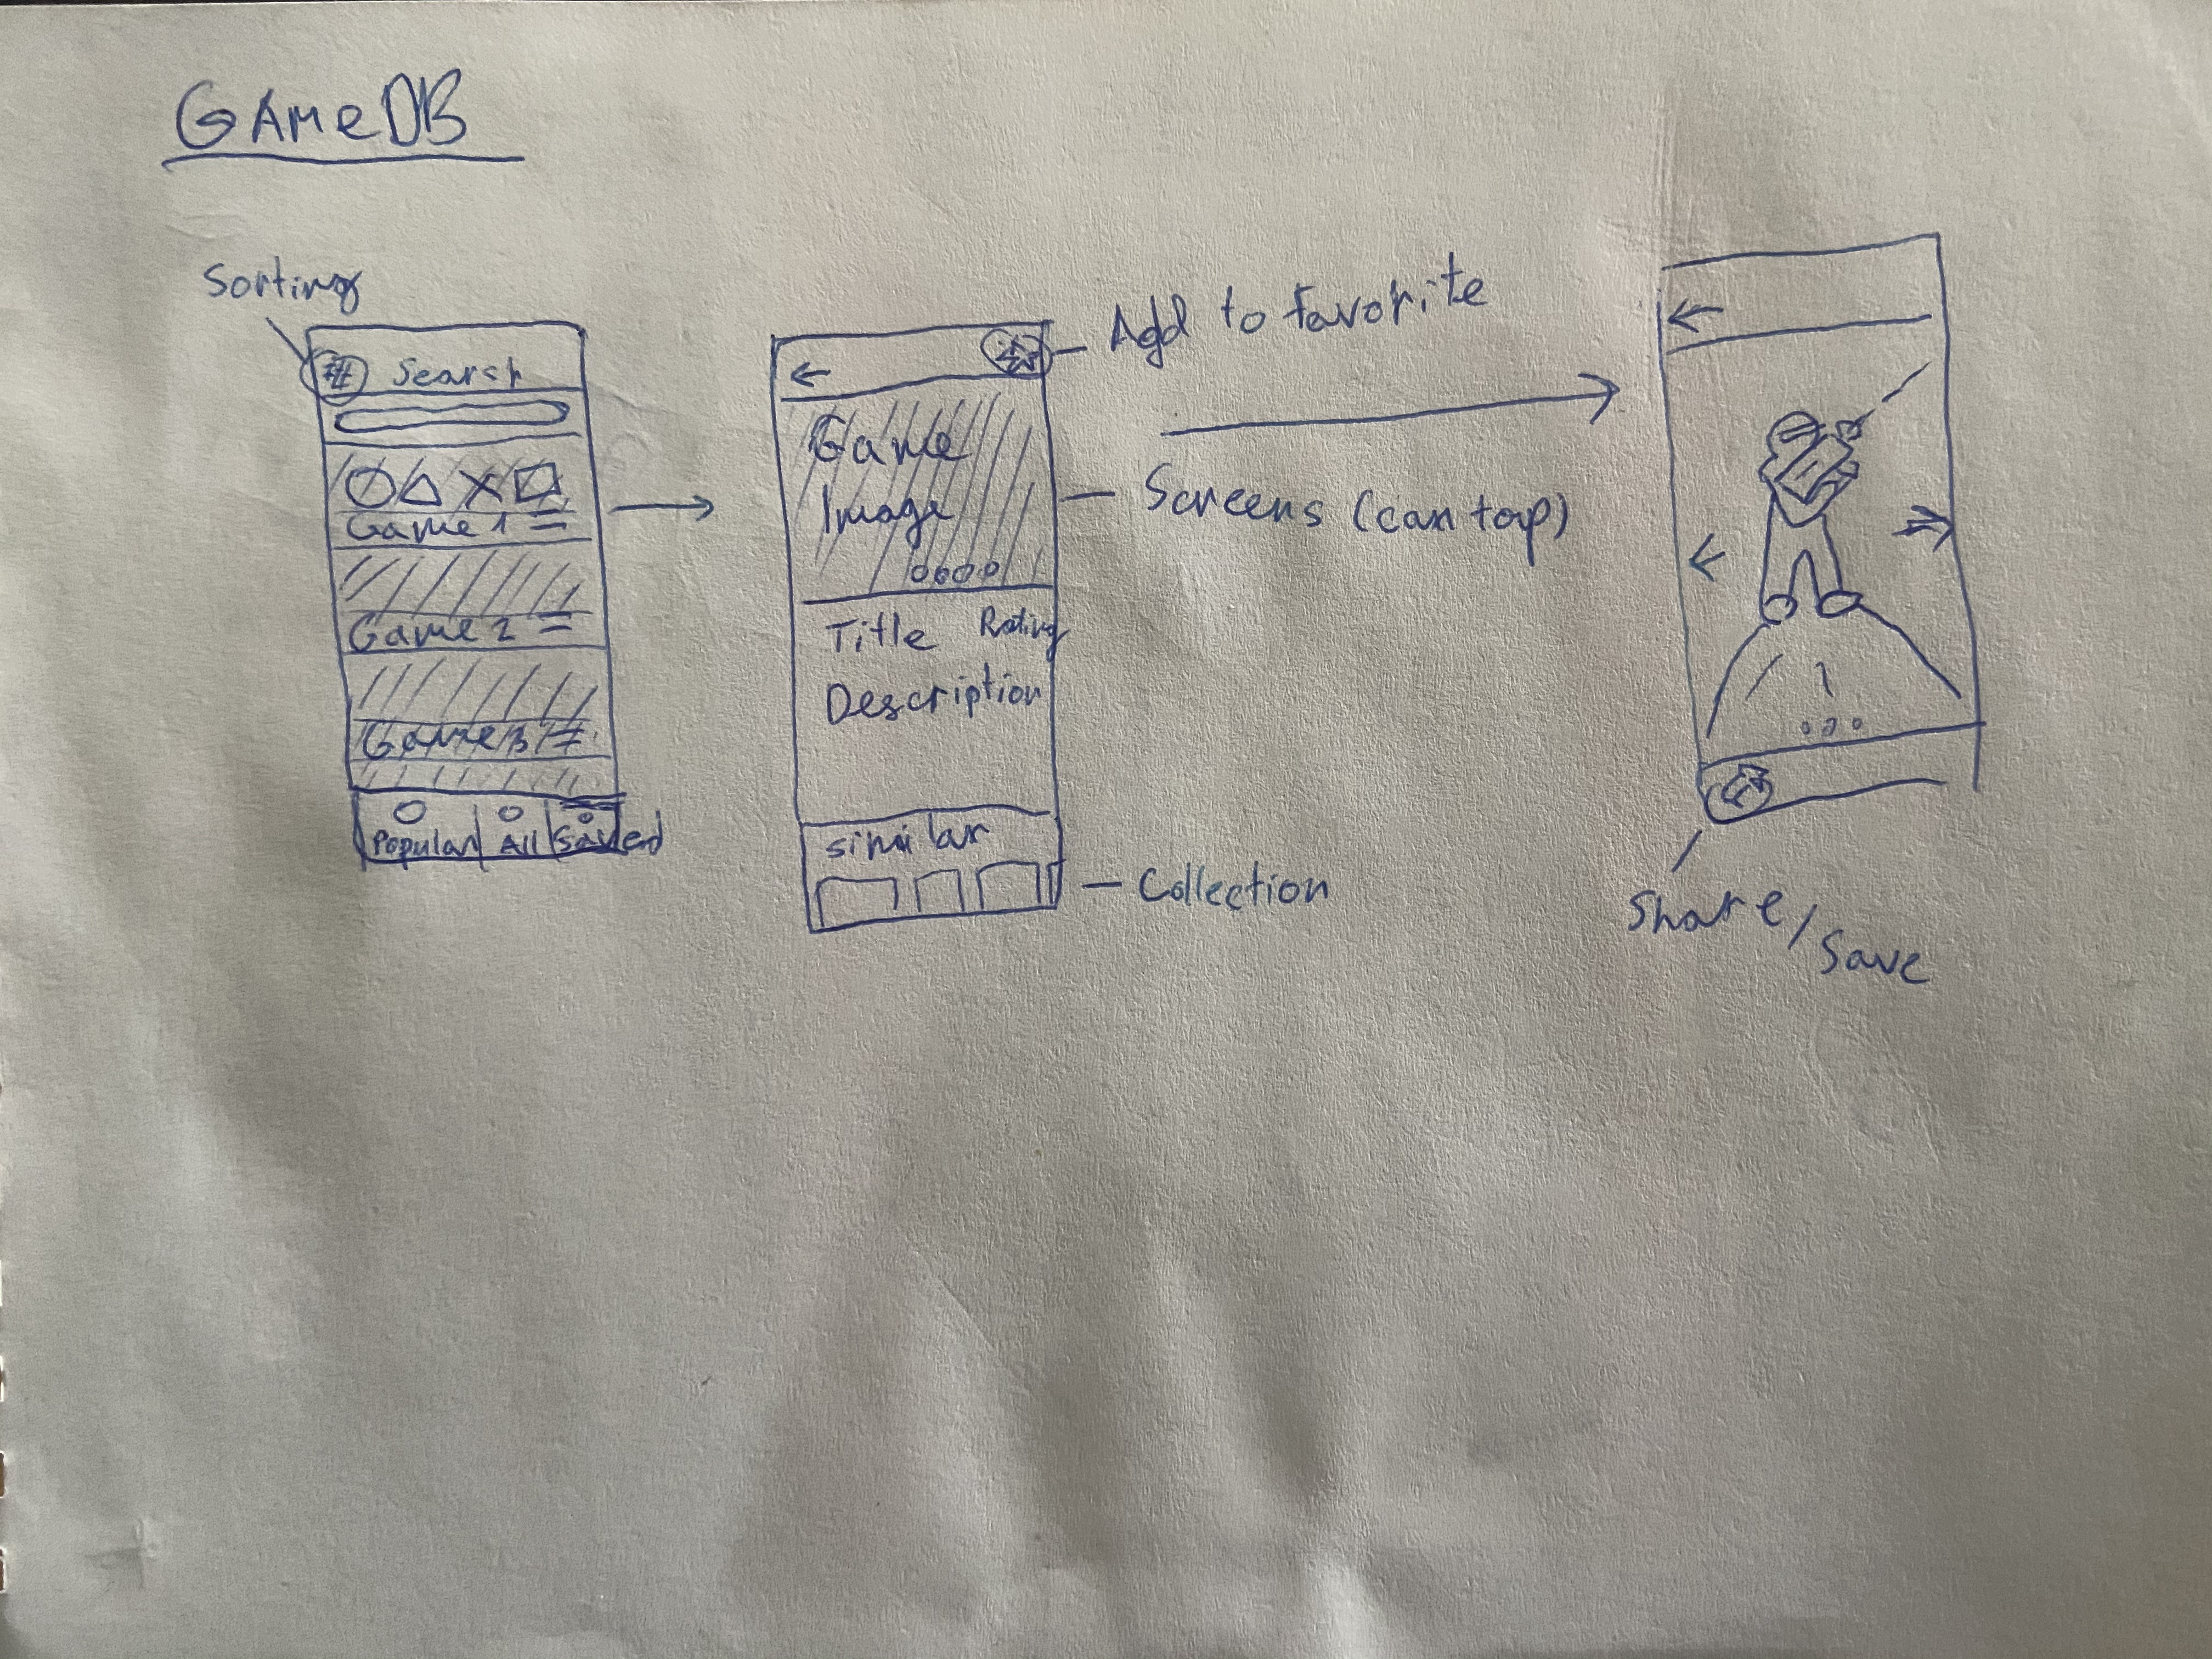 GAMeDB
Sorting
Search
Game 1
Game 2
Game 3
Popular All Saved
Add to favorite
Game
Image
Screens (can tap)
Title Rating
Description
similar
Collection
Share/Save